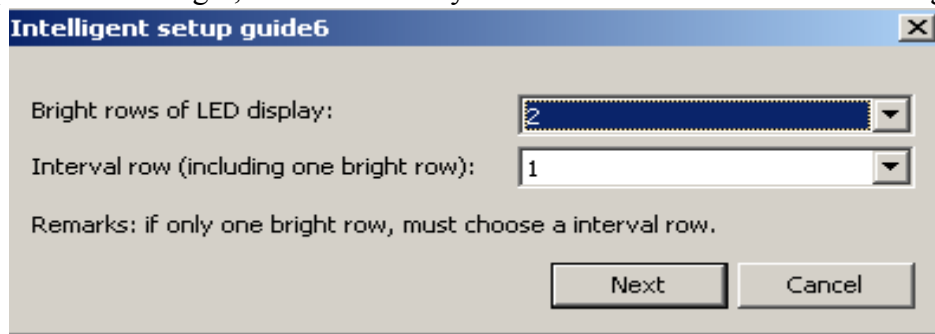 Intelligent setup guide6
Bright rows of LED display:
2
Interval row (including one bright row):
1
Remarks: if only one bright row, must choose a interval row.
Next
Cancel